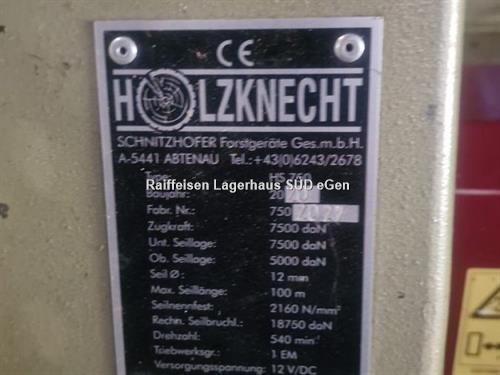 CE
HOLZKNECHT
SCHNITZHOFER Forstgeräte Ges.m.b.H.
A-5441 ABTENAU Tel.:+43(0)6243/2678
Type: HS 750
Raiffeisen Lagerhaus SÜD eGen
Baujahr: 20
Fabr. Nr.: 750
Zugkraft: 7500 daN
Unt. Seillage: 7500 daN
Ob. Seillage: 5000 daN
Seil Ø: 12 mm
Max. Seillänge: 100 m
Seilnennfest.: 2160 N/mm²
Rechn. Seilbruchl.: 18750 daN
Drehzahl: 540 min⁻¹
Triebwerksgr.: 1 EM
Versorgungsspannung: 12 V/DC